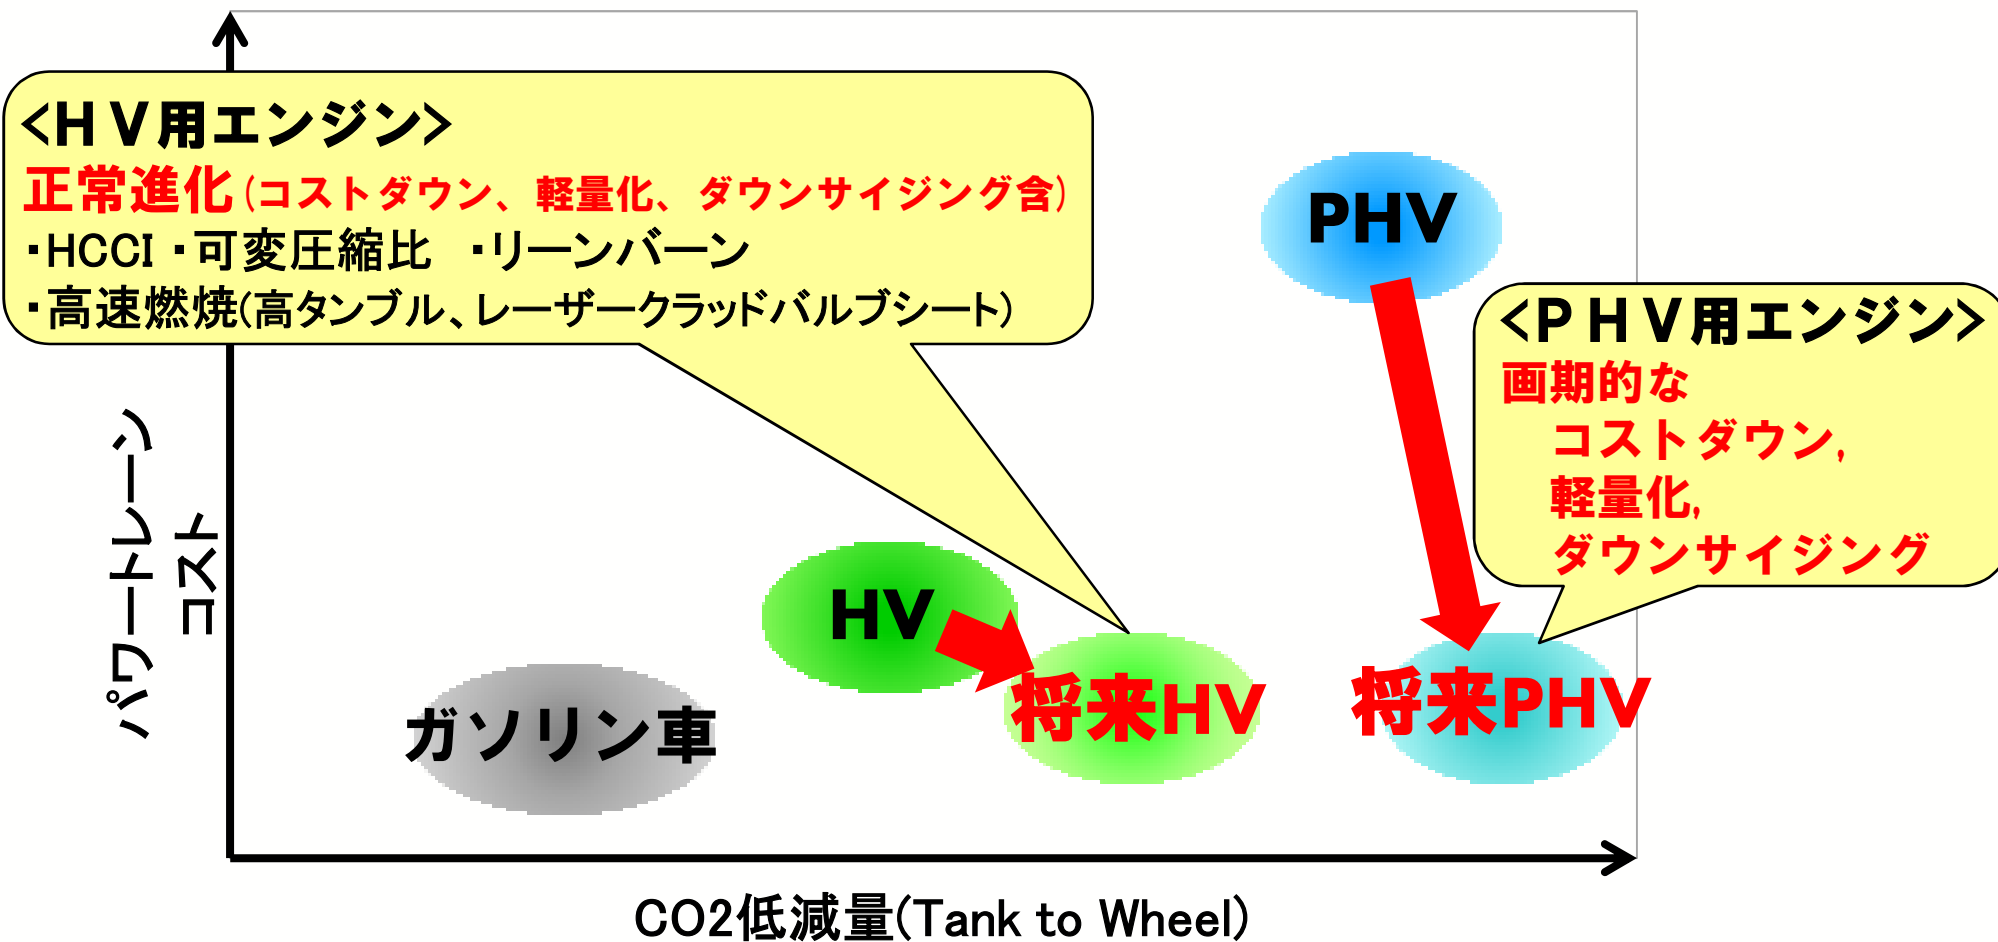 <HV用エンジン>
正常進化(コストダウン、軽量化、ダウンサイジング含)
・HCCI ・可変圧縮比 ・リーンバーン
・高速燃焼(高タンブル、レーザークラッドバルブシート)
PHV
<PHV用エンジン>
画期的な
コストダウン,
軽量化,
ダウンサイジング
パワートレーン
コスト
HV
将来HV
将来PHV
ガソリン車
CO2低減量(Tank to Wheel)